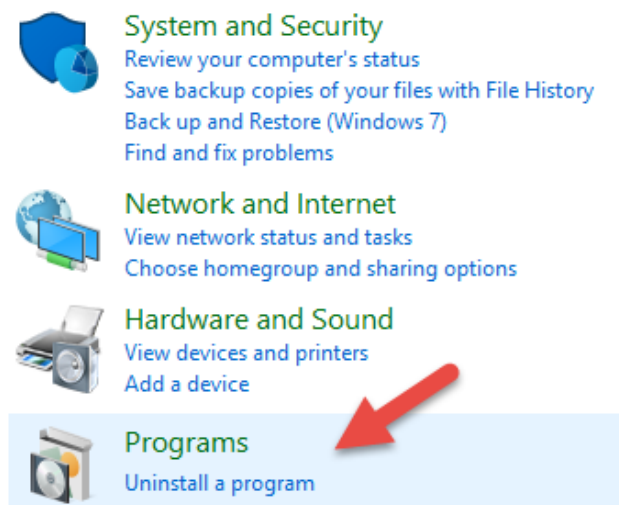 System and Security
Review your computer's status
Save backup copies of your files with File History
Back up and Restore (Windows 7)
Find and fix problems
Network and Internet
View network status and tasks
Choose homegroup and sharing options
Hardware and Sound
View devices and printers
Add a device
Programs
Uninstall a program